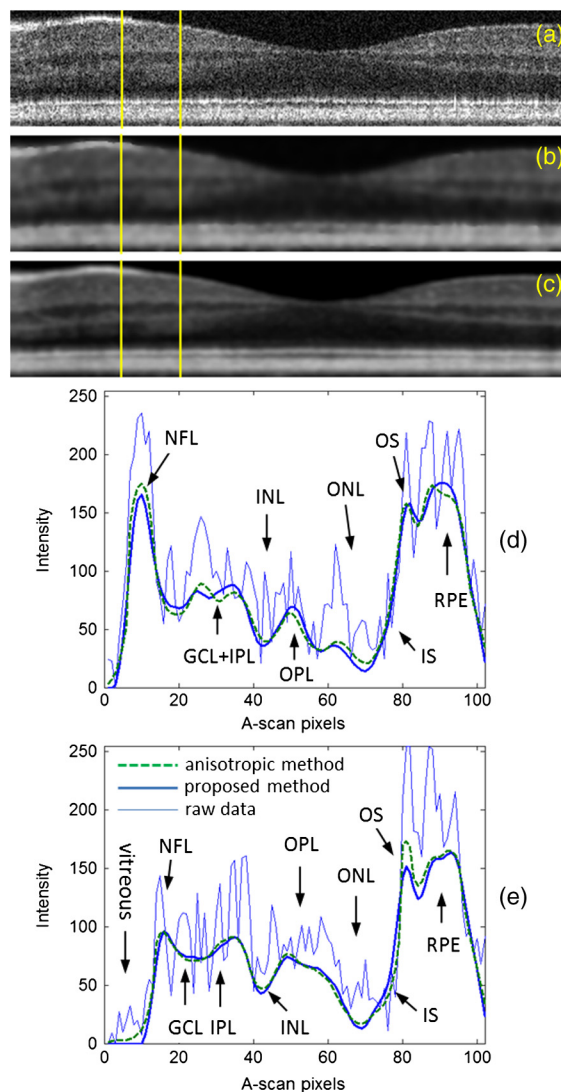 (a)
(b)
(c)
250
200
150
100
50
0
Intensity
NFL
INL
ONL
OS
GCL+IPL
OPL
IS
RPE
(d)
0 20 40 60 80 100
A-scan pixels
250
200
150
100
50
0
Intensity
anisotropic method
proposed method
raw data
vitreous
NFL
OPL
ONL
OS
GCL IPL
INL
IS
RPE
(e)
0 20 40 60 80 100
A-scan pixels